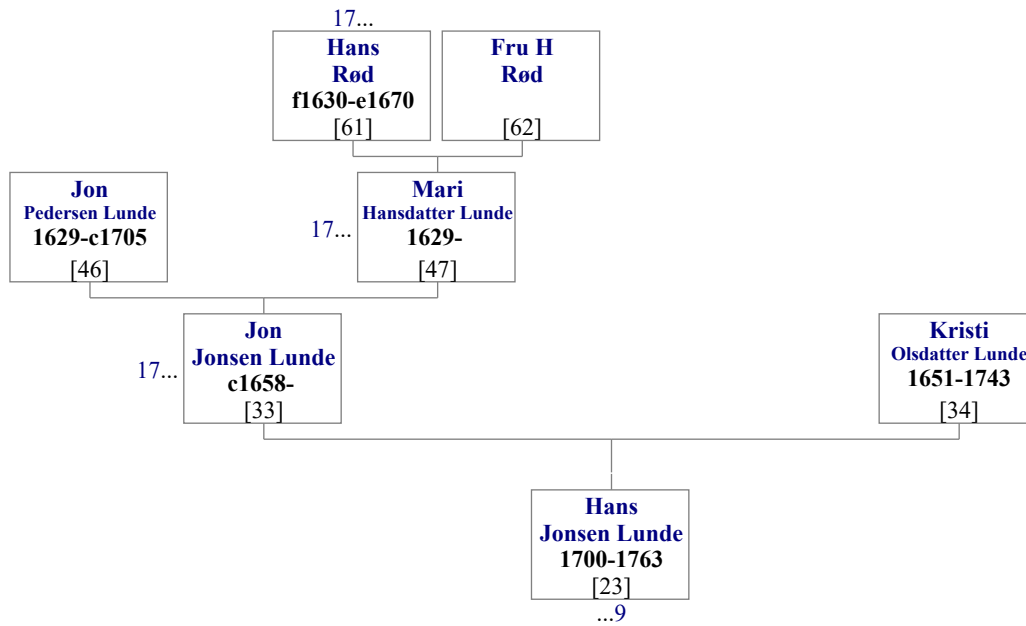 17...
Hans
Rød
f1630-e1670
[61]
Fru H
Rød
[62]
Jon
Pedersen Lunde
1629-c1705
[46]
17...
Mari
Hansdatter Lunde
1629-
[47]
17...
Jon
Jonsen Lunde
c1658-
[33]
Kristi
Olsdatter Lunde
1651-1743
[34]
Hans
Jonsen Lunde
1700-1763
[23]
...9